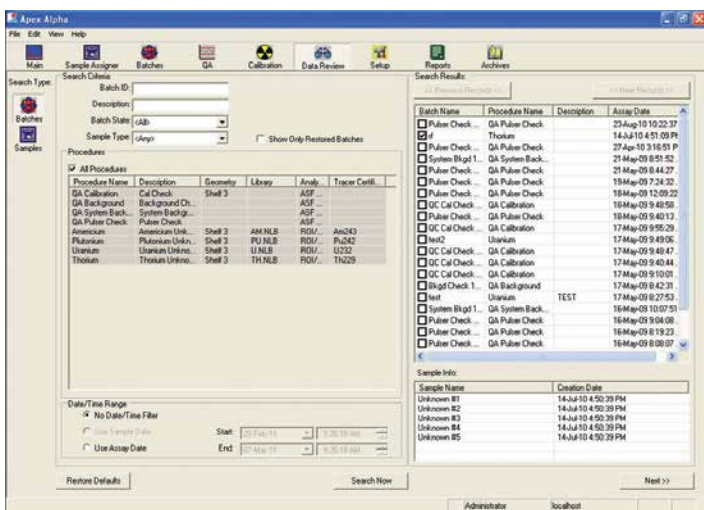 Apex Alpha
File Edit View Help
Main Sample Assigner Batches QA Calibration Data Review Setup Reports Archives
Search Type:
Batches
Samples
Search Criteria
Batch ID:
Description:
Batch State: <All>
Sample Type: <Any>
Show Only Restored Batches
Procedures
All Procedures
Procedure Name Description Geometry Library Analy... Tracer Certifi...
QA Calibration Cal Check Shelf 3 ASF ...
QA Background Background Ch... ASF ...
QA System Back... System Backgr... ASF ...
QA Pulser Check Pulser Check ASF ...
Americium Americium Unk... Shelf 3 AM.NLB ROI/... Am243
Plutonium Plutonium Unkn... Shelf 3 PU.NLB ROI/... Pu242
Uranium Uranium Unkno... Shelf 3 U.NLB ROI/... U232
Thorium Thorium Unkno... Shelf 3 TH.NLB ROI/... Th229
Date/Time Range
No Date/Time Filter
Use Sample Date
Use Assay Date
Start:
End:
Restore Defaults
Search Now
Search Results:
<< Previous Records <<
>> Next Records >>
Batch Name Procedure Name Description Assay Date
Pulser Check ... QA Pulser Check 23-Aug-10 10:22:37
rf Thorium 14-Jul-10 4:51:09 PM
Pulser Check ... QA Pulser Check 27-Apr-10 3:16:51 P
System Bkgd 1... QA System Back... 21-May-09 8:51:52
Pulser Check ... QA Pulser Check 21-May-09 8:44:27
Pulser Check ... QA Pulser Check 19-May-09 7:24:32
Pulser Check ... QA Pulser Check 18-May-09 12:09:22
QC Cal Check ... QA Calibration 18-May-09 9:48:58
Pulser Check ... QA Pulser Check 18-May-09 9:40:13
QC Cal Check ... QA Calibration 17-May-09 9:55:29
test2 Uranium 17-May-09 9:49:06
QC Cal Check ... QA Calibration 17-May-09 9:48:47
QC Cal Check ... QA Calibration 17-May-09 9:40:44
QC Cal Check ... QA Calibration 17-May-09 9:10:01
Bkgd Check 1... QA Background 17-May-09 8:42:31
test Uranium TEST 17-May-09 8:27:53
System Bkgd 1... QA System Back... 16-May-09 10:07:51
Pulser Check ... QA Pulser Check 16-May-09 9:04:08
Pulser Check ... QA Pulser Check 16-May-09 8:19:23
Pulser Check ... QA Pulser Check 16-May-09 8:08:07
Sample Info:
Sample Name Creation Date
Unknown #1 14-Jul-10 4:50:39 PM
Unknown #2 14-Jul-10 4:50:39 PM
Unknown #3 14-Jul-10 4:50:39 PM
Unknown #4 14-Jul-10 4:50:39 PM
Unknown #5 14-Jul-10 4:50:39 PM
Next >>
Administrator localhost